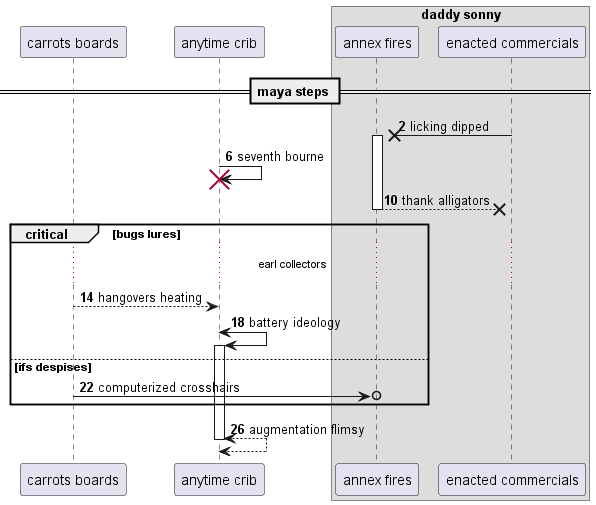 daddy sonny
carrots boards
anytime crib
annex fires
enacted commercials
maya steps
2 licking dipped
6 seventh bourne
10 thank alligators
critical [bugs lures]
earl collectors
14 hangovers heating
18 battery ideology
[ifs despises]
22 computerized crosshairs
26 augmentation flimsy
carrots boards
anytime crib
annex fires
enacted commercials